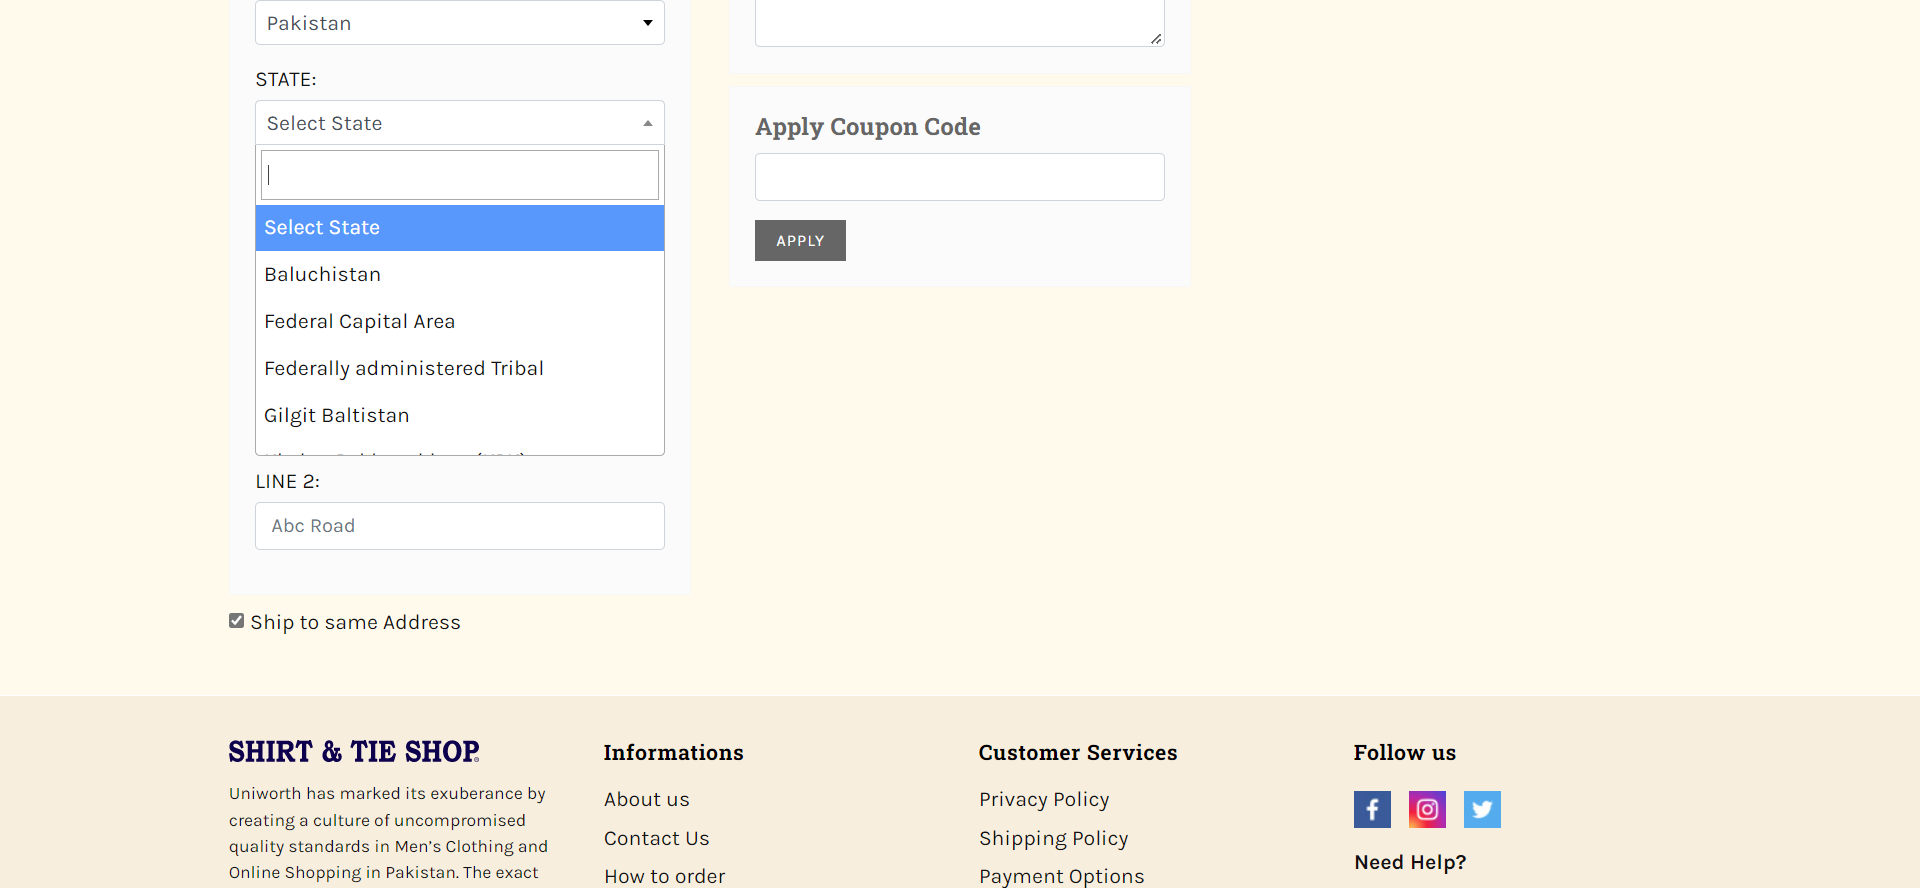 Pakistan
STATE:
Select State
Select State
Baluchistan
Federal Capital Area
Federally administered Tribal
Gilgit Baltistan
LINE 2:
Abc Road
Ship to same Address
Apply Coupon Code
APPLY
SHIRT & TIE SHOP
Uniworth has marked its exuberance by
creating a culture of uncompromised
quality standards in Men's Clothing and
Online Shopping in Pakistan. The exact
Informations
About us
Contact Us
How to order
Customer Services
Privacy Policy
Shipping Policy
Payment Options
Follow us
Need Help?